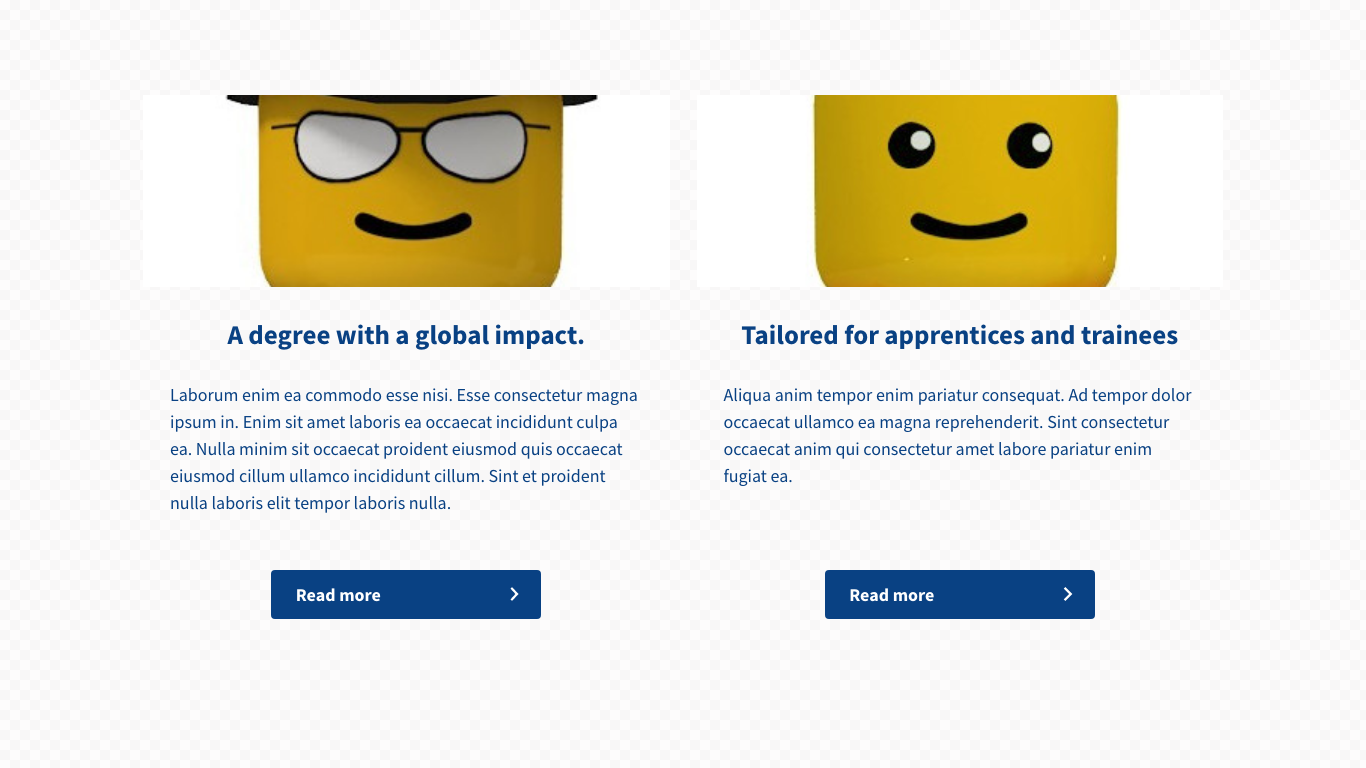 A degree with a global impact.
Laborum enim ea commodo esse nisi. Esse consectetur magna
ipsum in. Enim sit amet laboris ea occaecat incididunt culpa
ea. Nulla minim sit occaecat proident eiusmod quis occaecat
eiusmod cillum ullamco incididunt cillum. Sint et proident
nulla laboris elit tempor laboris nulla.
Read more
Tailored for apprentices and trainees
Aliqua anim tempor enim pariatur consequat. Ad tempor dolor
occaecat ullamco ea magna reprehenderit. Sint consectetur
occaecat anim qui consectetur amet labore pariatur enim
fugiat ea.
Read more